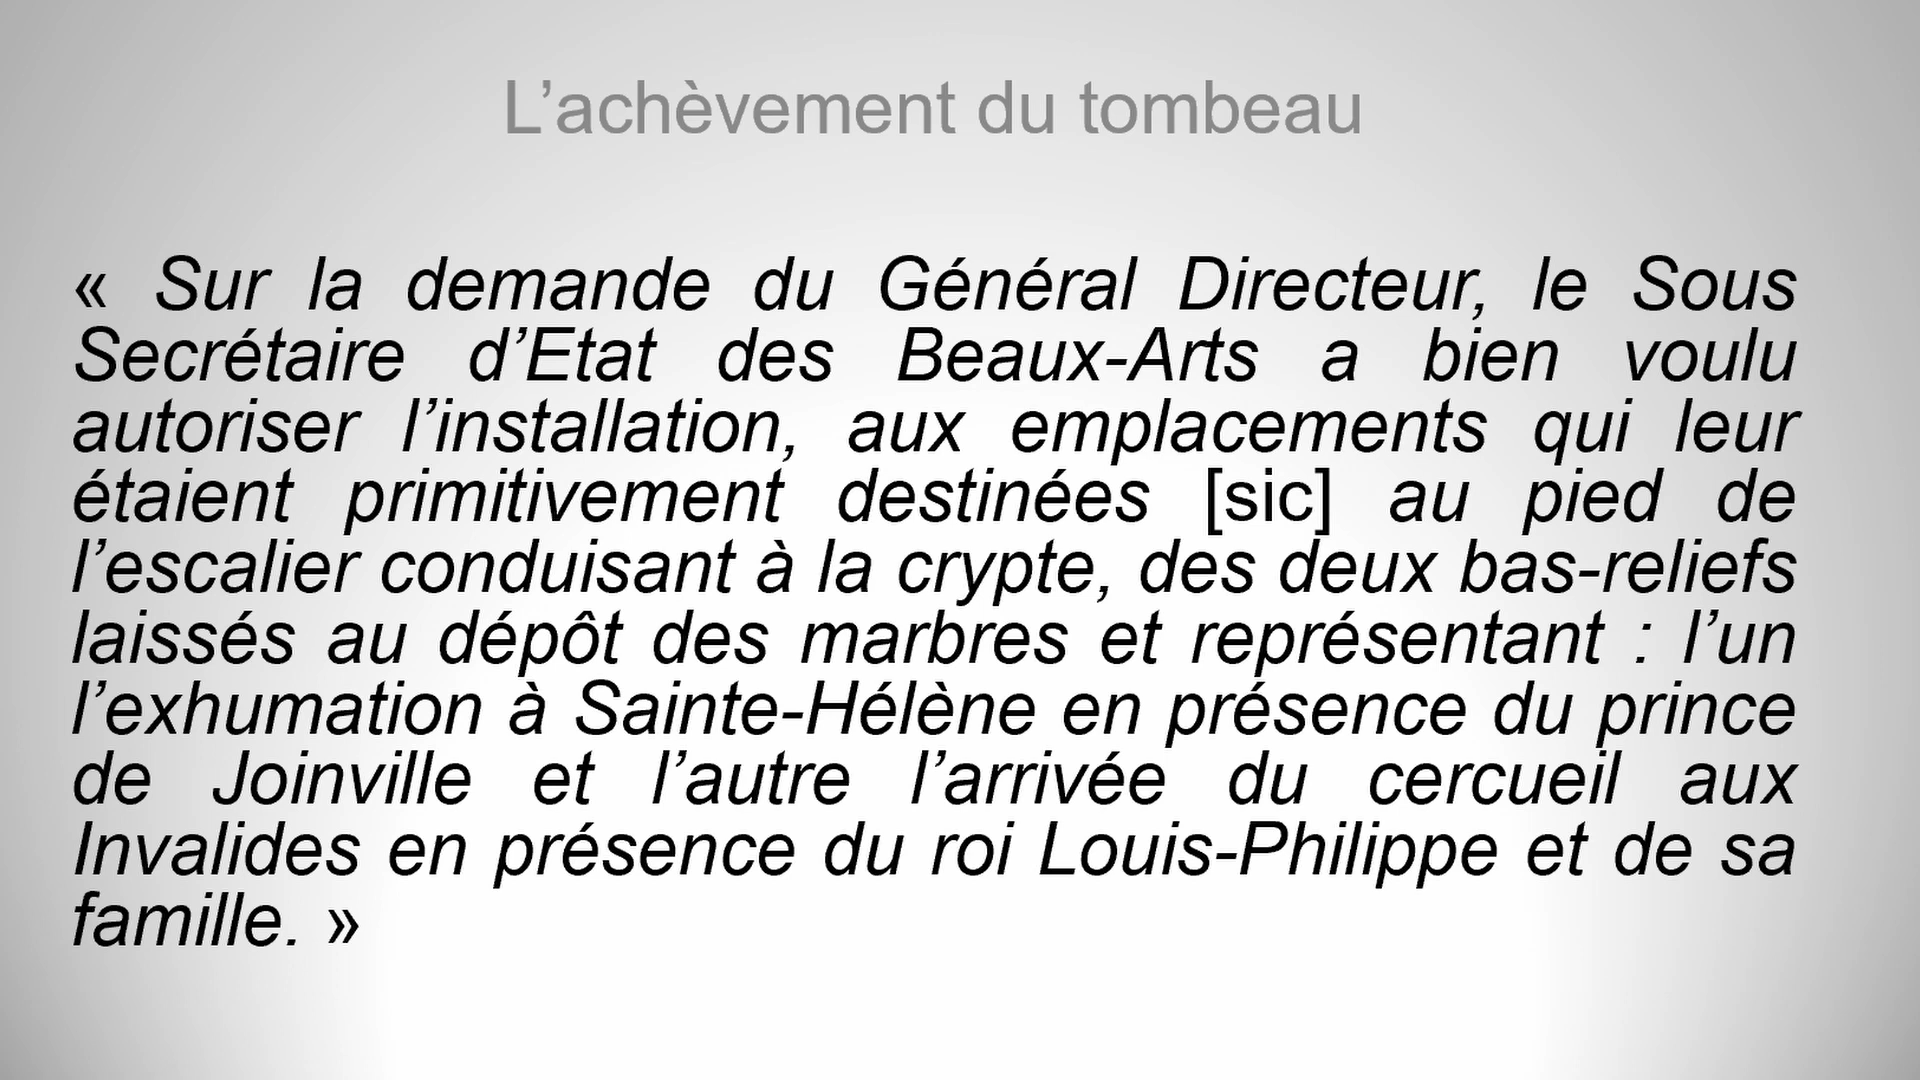 L’achèvement du tombeau
« Sur la demande du Général Directeur, le Sous
Secrétaire d’Etat des Beaux-Arts a bien voulu
autoriser l’installation, aux emplacements qui leur
étaient primitivement destinées [sic] au pied de
l’escalier conduisant à la crypte, des deux bas-reliefs
laissés au dépôt des marbres et représentant : l’un
l’exhumation à Sainte-Hélène en présence du prince
de Joinville et l’autre l’arrivée du cercueil aux
Invalides en présence du roi Louis-Philippe et de sa
famille. »